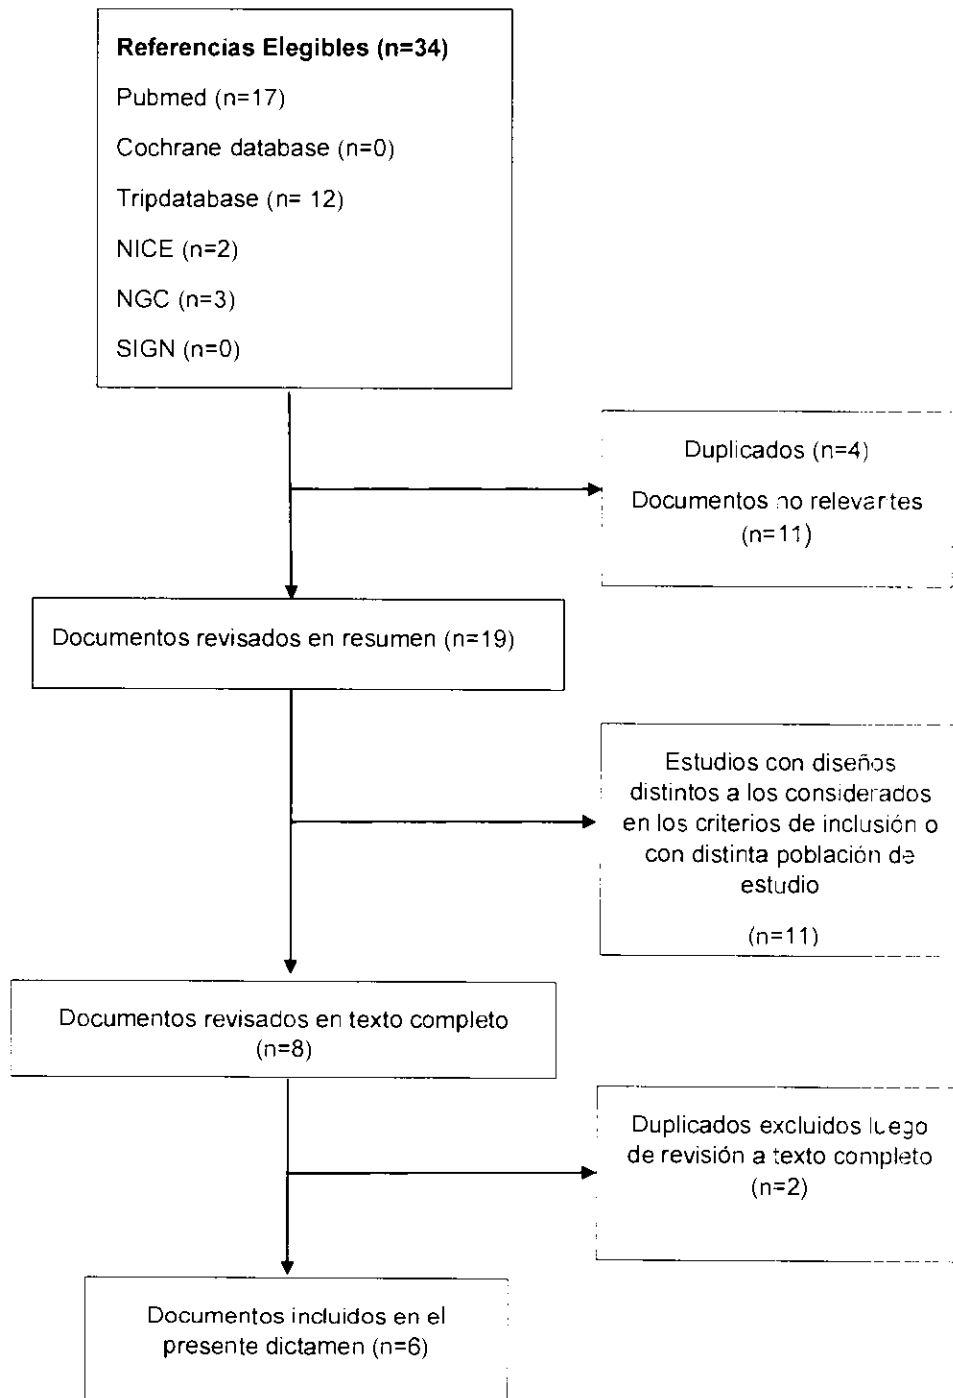 Referencias Elegibles (n=34)
Pubmed (n=17)
Cochrane database (n=0)
Tripdatabase (n= 12)
NICE (n=2)
NGC (n=3)
SIGN (n=0)
Duplicados (n=4)
Documentos no relevantes
(n=11)
Documentos revisados en resumen (n=19)
Estudios con diseños
distintos a los considerados
en los criterios de inclusión o
con distinta población de
estudio
(n=11)
Documentos revisados en texto completo
(n=8)
Duplicados excluidos luego
de revisión a texto completo
(n=2)
Documentos incluidos en el
presente dictamen (n=6)